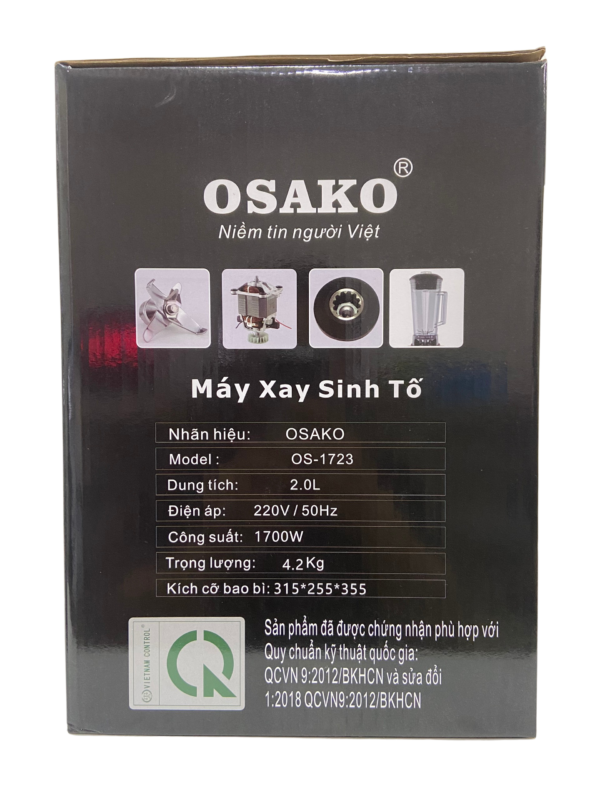 OSAKO®
Niềm tin người Việt
Máy Xay Sinh Tố
Nhãn hiệu: OSAKO
Model : OS-1723
Dung tích: 2.0L
Điện áp: 220V / 50Hz
Công suất: 1700W
Trọng lượng: 4.2Kg
Kích cỡ bao bì: 315*255*355
VIETNAM CONTROL®
Sản phẩm đã được chứng nhận phù hợp với
Quy chuẩn kỹ thuật quốc gia:
QCVN 9:2012/BKHCN và sửa đổi
1:2018 QCVN9:2012/BKHCN